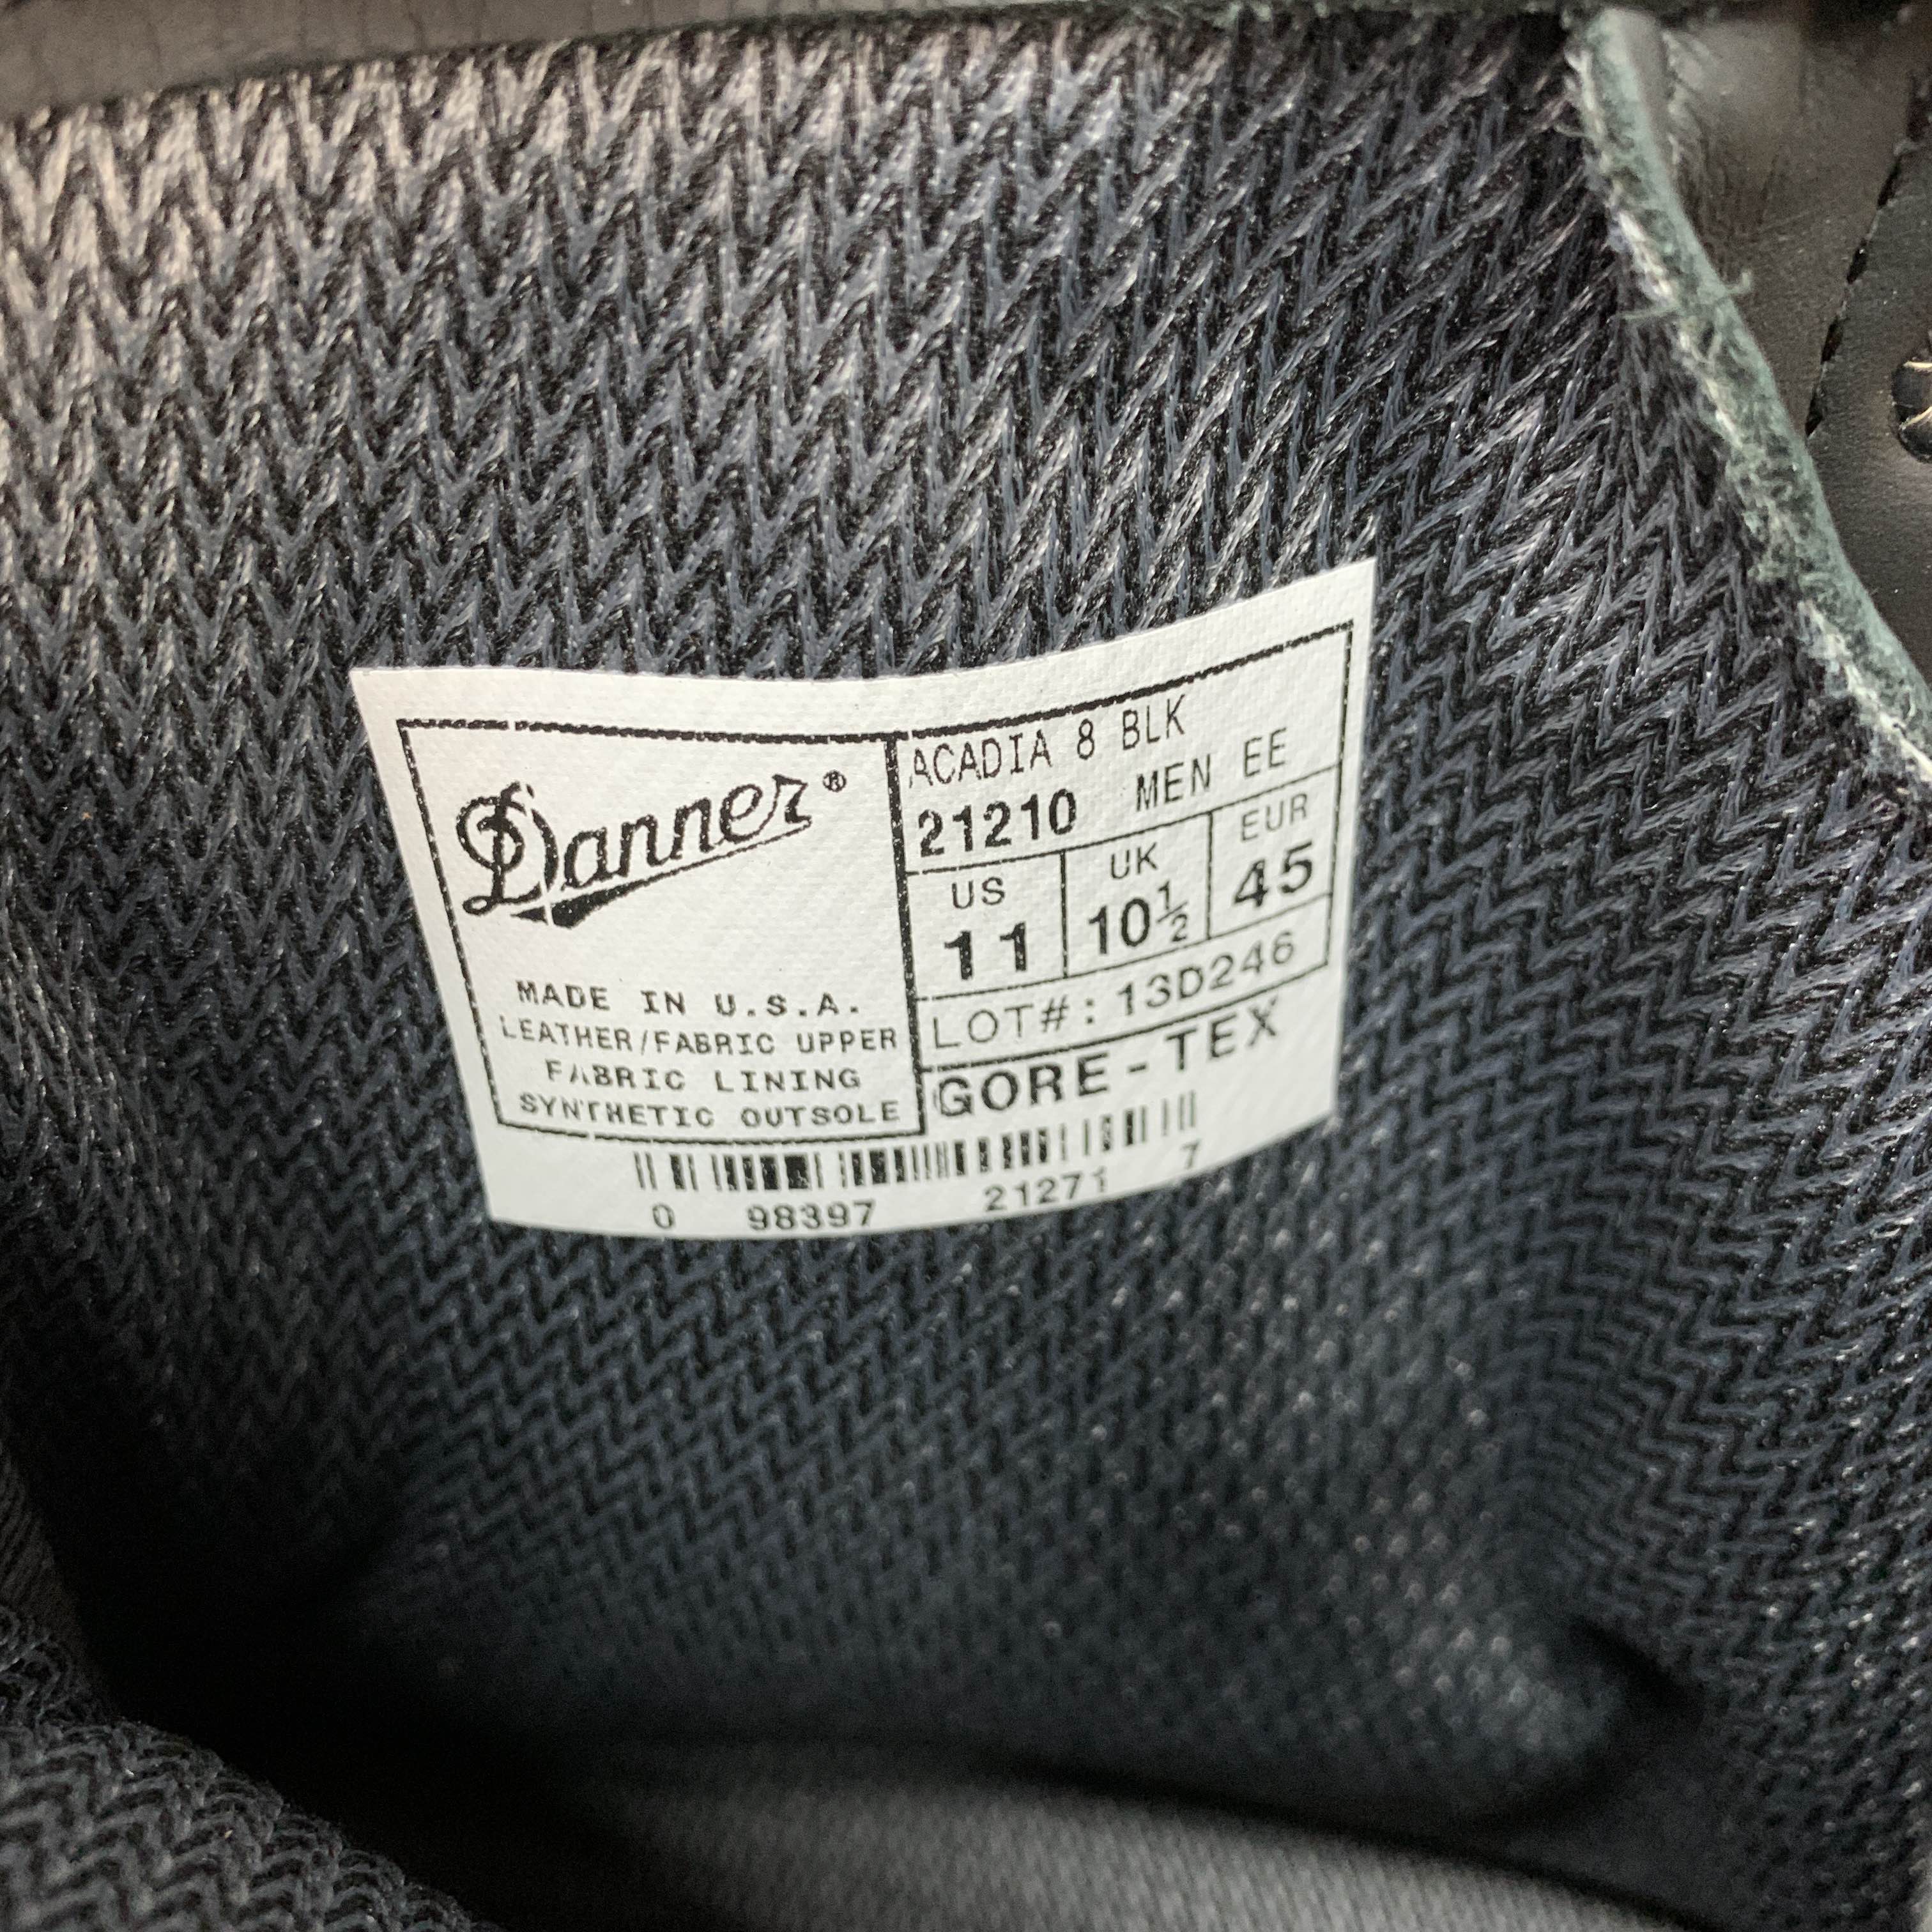 Danner®
MADE IN U.S.A.
LEATHER/FABRIC UPPER
FABRIC LINING
SYNTHETIC OUTSOLE
ACADIA 8 BLK
21210 MEN EE
US UK EUR
11 10½ 45
LOT#: 13D246
GORE-TEX
0 98397 21271 7